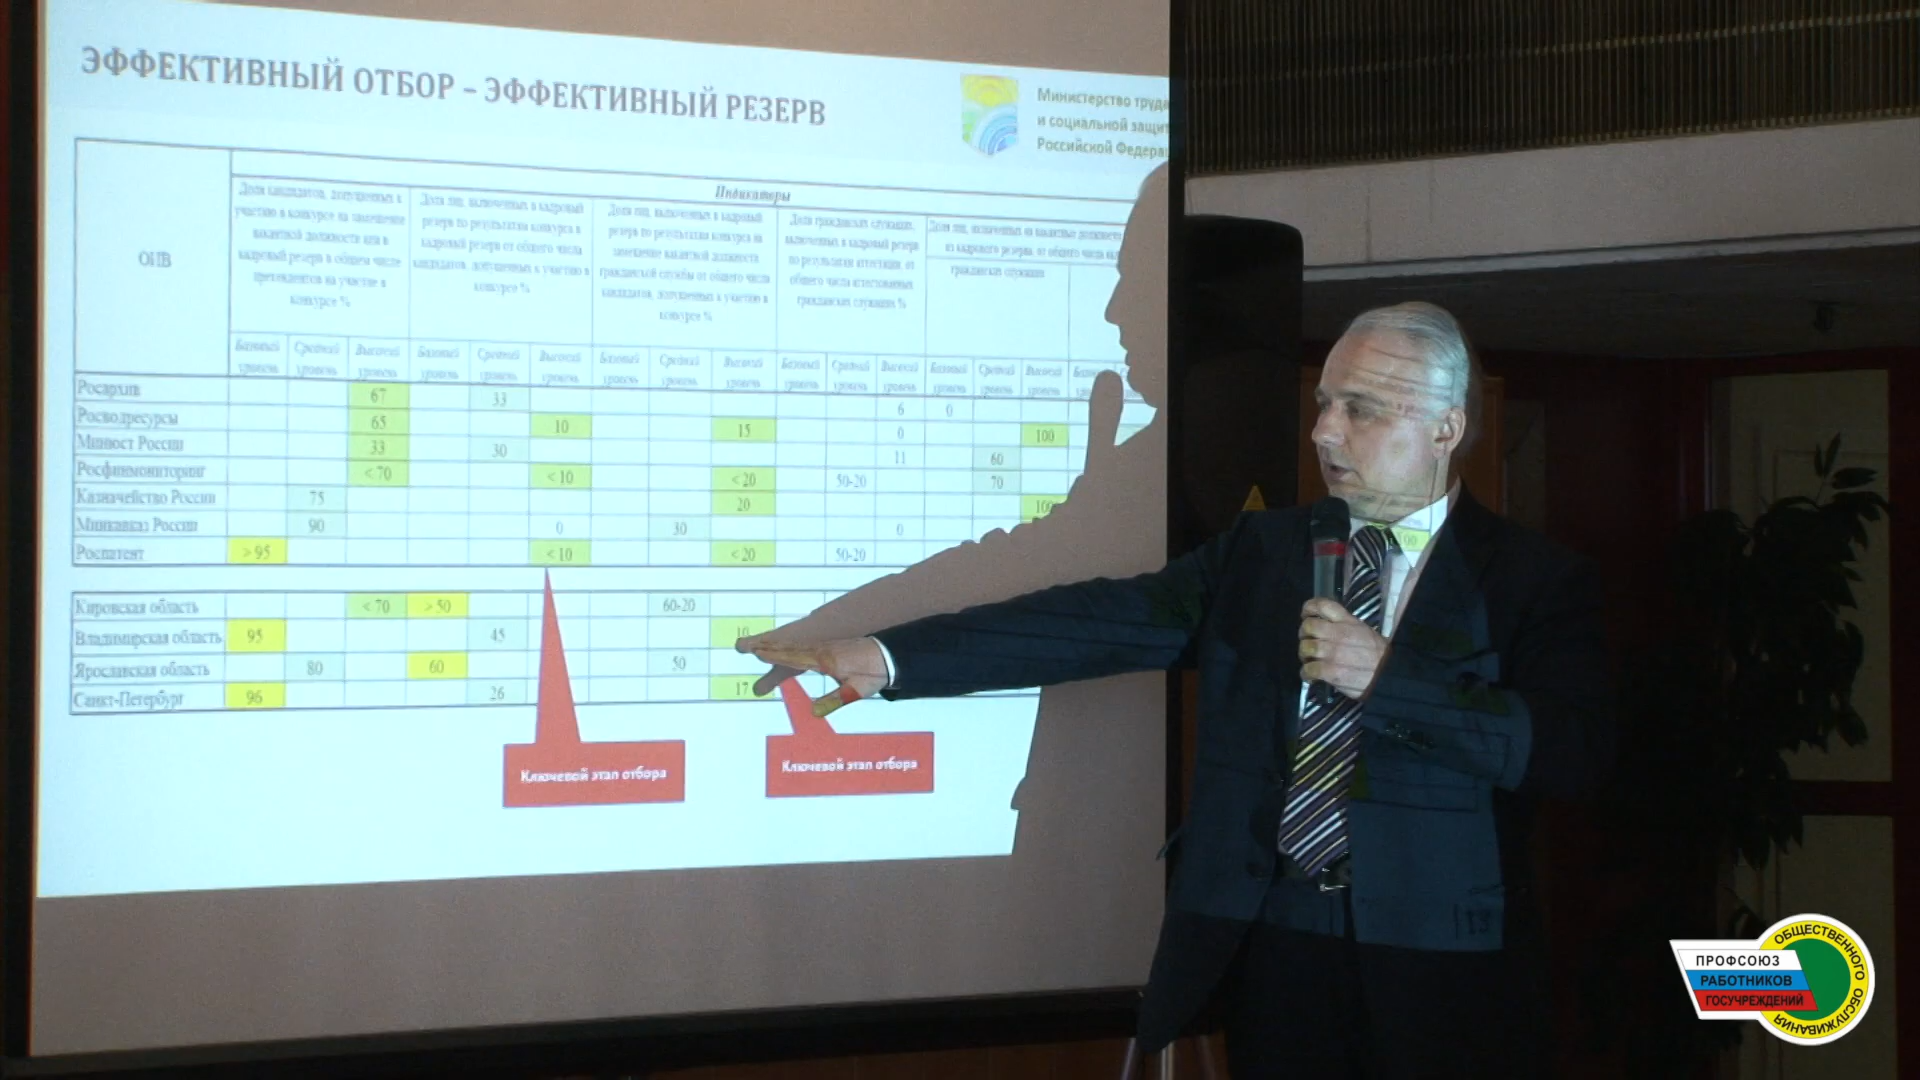 ЭФФЕКТИВНЫЙ ОТБОР – ЭФФЕКТИВНЫЙ РЕЗЕРВ
Министерство труда
и социальной защит
Российской Федера
Индикаторы
ОИВ
Доля кандидатов, допущенных к
участию в конкурсе на замещение
вакантной должности или в
кадровый резерв в общем числе
претендентов на участие в
конкурсе %
Доля лиц, включенных в кадровый
резерв по результатам конкурса в
кадровый резерв от общего числа
кандидатов, допущенных к участию в
конкурсе %
Доля лиц, включенных в кадровый
резерв по результатам конкурса на
замещение вакантной должности
гражданской службы от общего числа
кандидатов, допущенных к участию в
конкурсе %
Доля гражданских служащих,
включенных в кадровый резерв
по результатам аттестации, от
общего числа аттестованных
гражданских служащих %
Доля лиц, назначенных на вакантные
из кадрового резерва, от общего числа
гражданских служащих
Базовый уровень Средний уровень Высокий уровень Базовый уровень Средний уровень Высокий уровень Базовый уровень Средний уровень Высокий уровень Базовый уровень Средний уровень Высокий уровень Базовый уровень Средний уровень Высокий уровень
Росархив 67 33 6 0
Росводресурсы 65 10 15 0 100
Минюст России 33 30 11 60
Росфинмониторинг < 70 < 10 < 20 50-20 70
Казначейство России 75 20 100
Минкавказ России 90 0 30 0
Роспатент > 95 < 10 < 20 50-20
Кировская область < 70 > 50 60-20
Владимирская область 95 45 10
Ярославская область 80 60 50
Санкт-Петербург 96 26 17
Ключевой этап отбора
Ключевой этап отбора
ПРОФСОЮЗ
РАБОТНИКОВ
ГОСУЧРЕЖДЕНИЙ
ОБЩЕСТВЕННОГО ОБСЛУЖИВАНИЯ